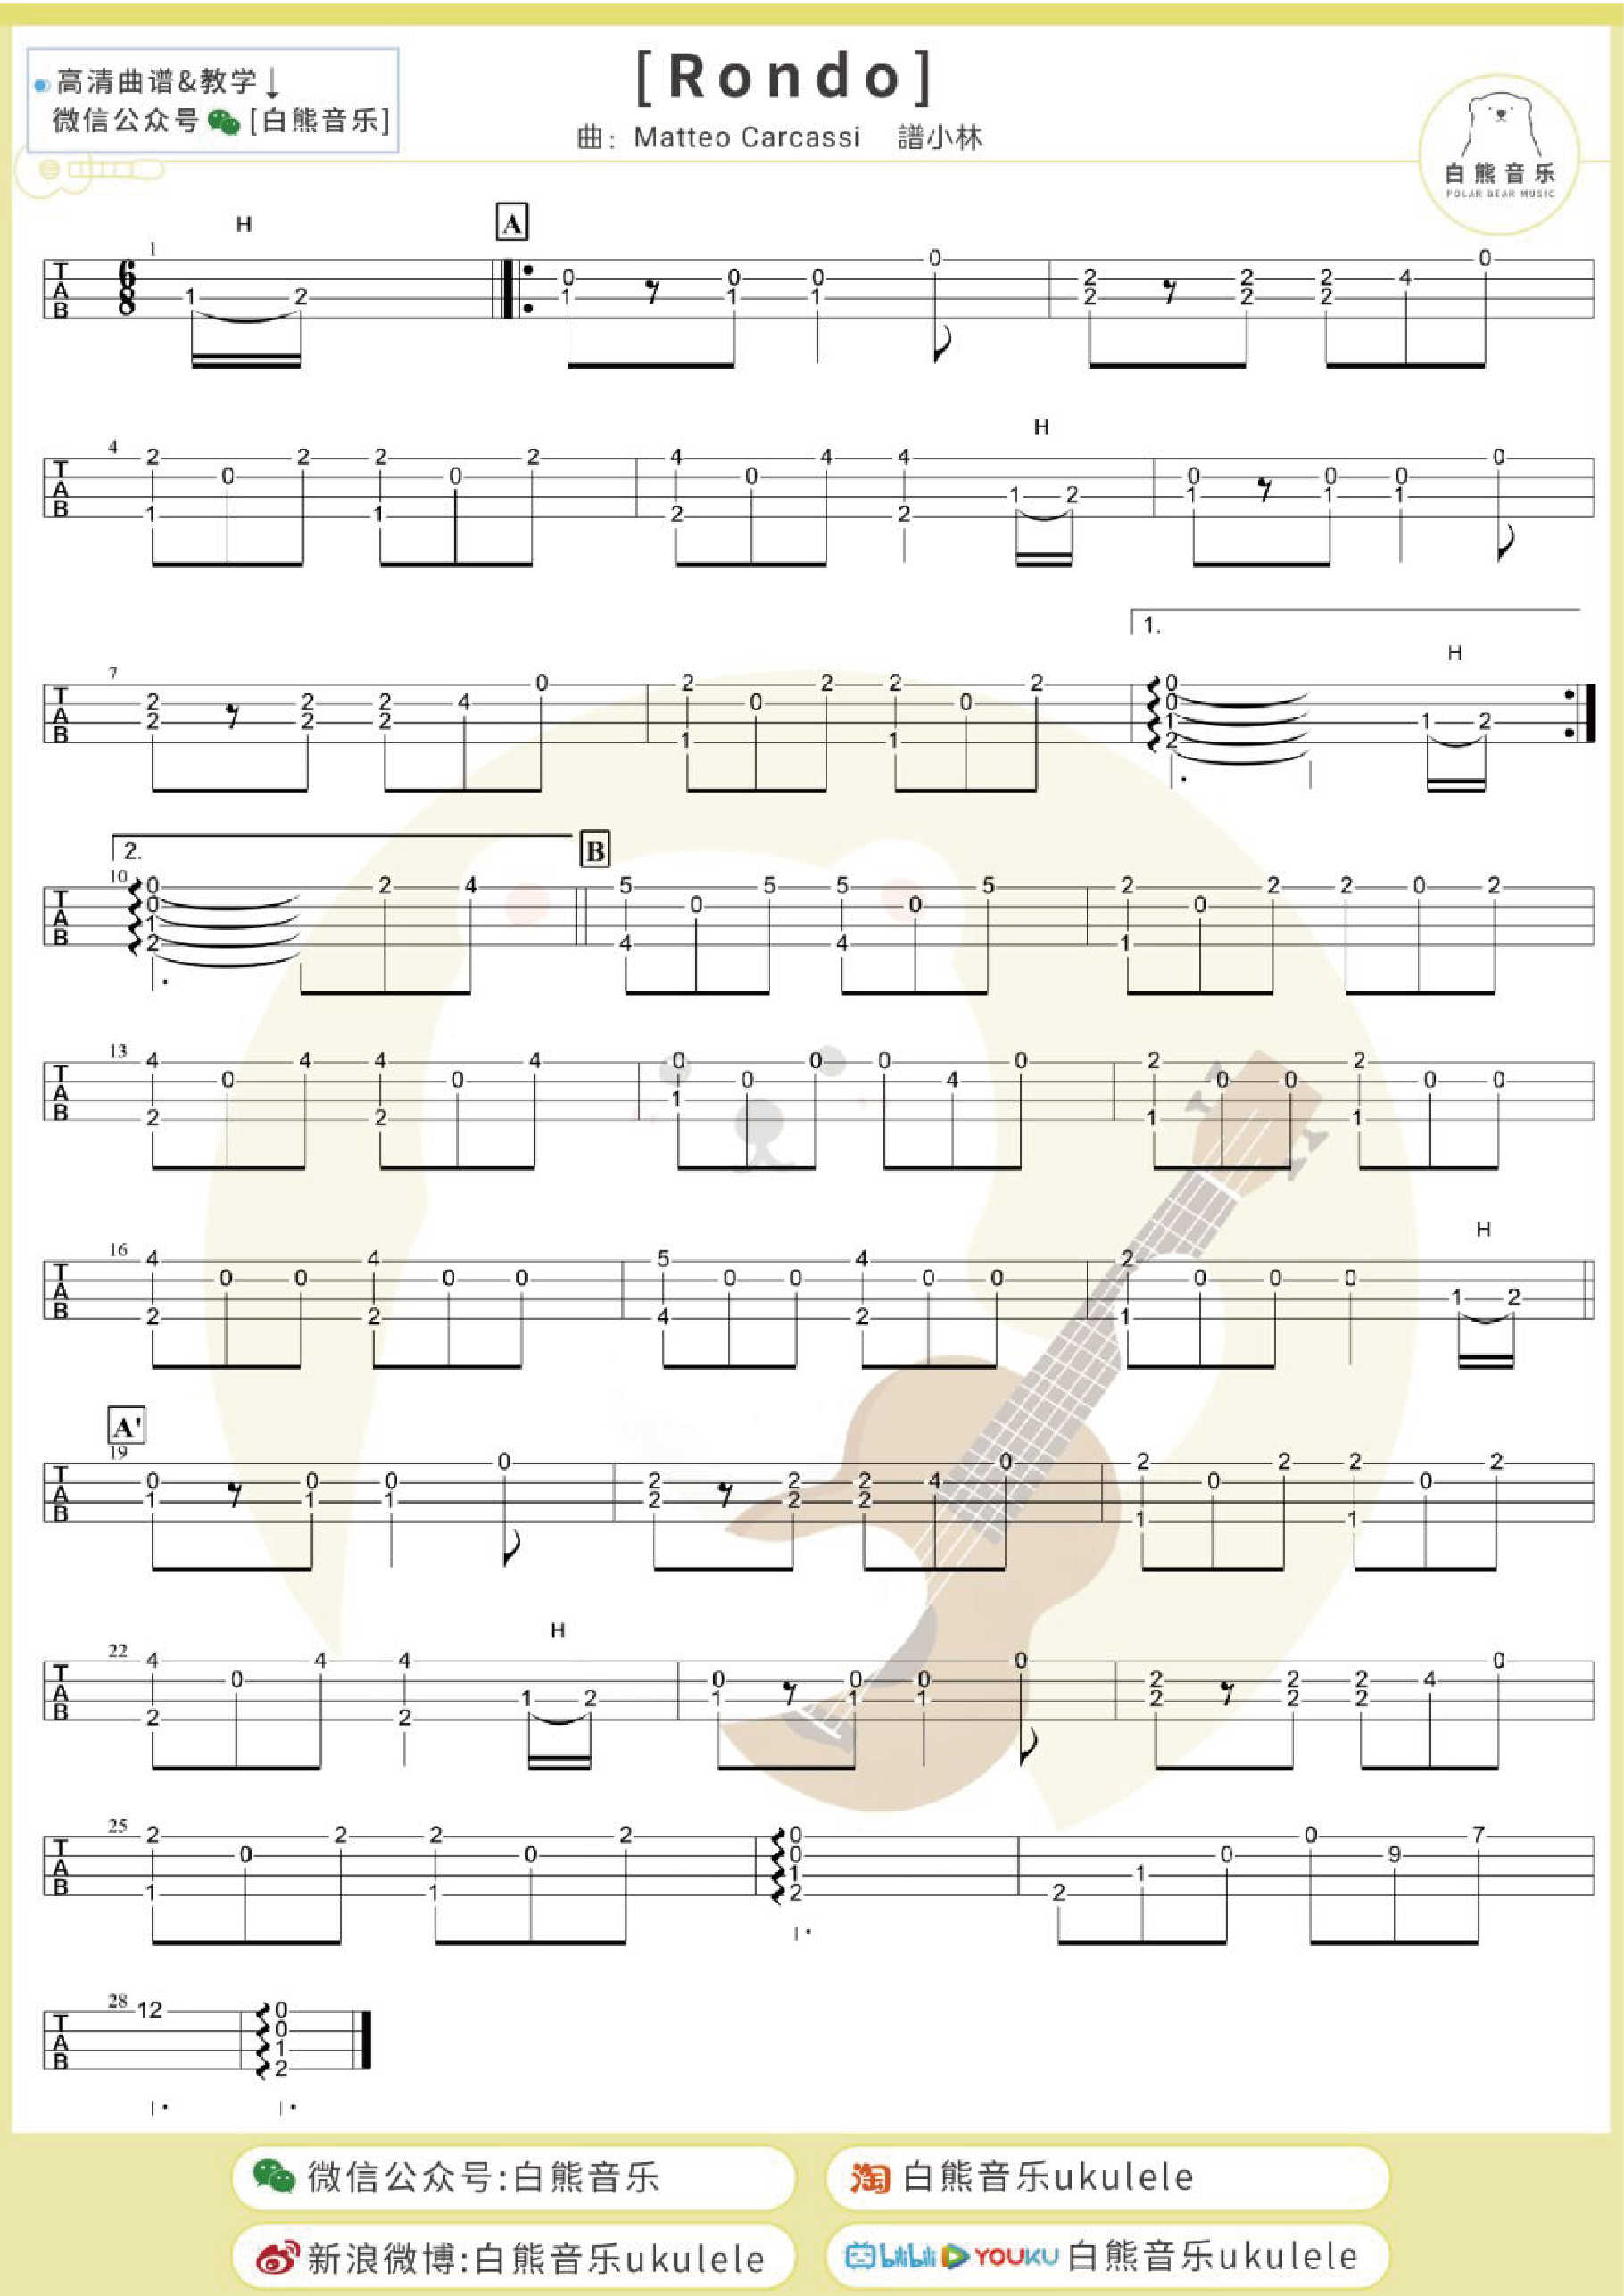 [Rondo]
高清曲谱&教学↓
微信公众号 [白熊音乐]
曲：Matteo Carcassi 譜小林
白熊音乐
POLAR BEAR MUSIC
H
A
1
T A B 6 8 1 2 0 1 0 1 0 1 0 2 2 2 2 2 2 4 0
H
4
T A B 2 1 0 2 2 1 0 2 4 2 0 4 4 2 1 2 0 1 0 1 0 1 0
1.
H
7
T A B 2 2 2 2 2 2 4 0 2 1 0 2 2 1 0 2 0 0 1 2 1 2
2.
B
10
T A B 0 0 1 2 2 4 5 4 0 5 5 4 0 5 2 1 0 2 2 0 2
13
T A B 4 2 0 4 4 2 0 4 0 1 0 0 0 4 0 2 1 0 0 2 1 0 0
H
16
T A B 4 2 0 0 4 2 0 0 5 4 0 0 4 2 0 0 2 1 0 0 0 1 2
A'
19
T A B 0 1 0 1 0 1 0 2 2 2 2 2 2 4 0 2 1 0 2 2 1 0 2
H
22
T A B 4 2 0 4 4 2 1 2 0 1 0 1 0 1 0 2 2 2 2 2 2 4 0
25
T A B 2 1 0 2 2 1 0 2 0 0 1 2 2 1 0 0 9 7
28
T A B 12 0 0 1 2
微信公众号:白熊音乐
淘 白熊音乐ukulele
新浪微博:白熊音乐ukulele
bilibili YOUKU 白熊音乐ukulele